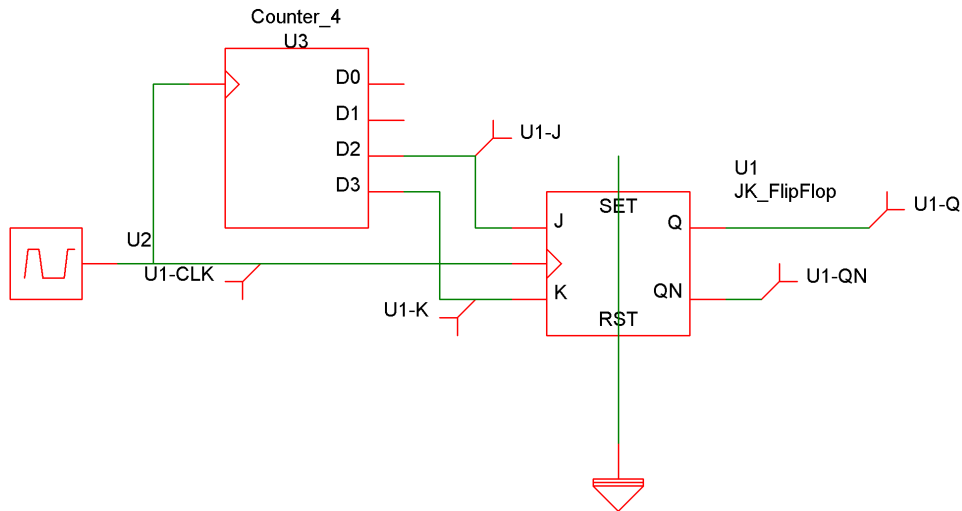 Counter_4
U3
D0
D1
D2
D3
U1-J
U1
JK_FlipFlop
SET
J
Q
U1-Q
U2
U1-CLK
U1-K
K
QN
U1-QN
RST